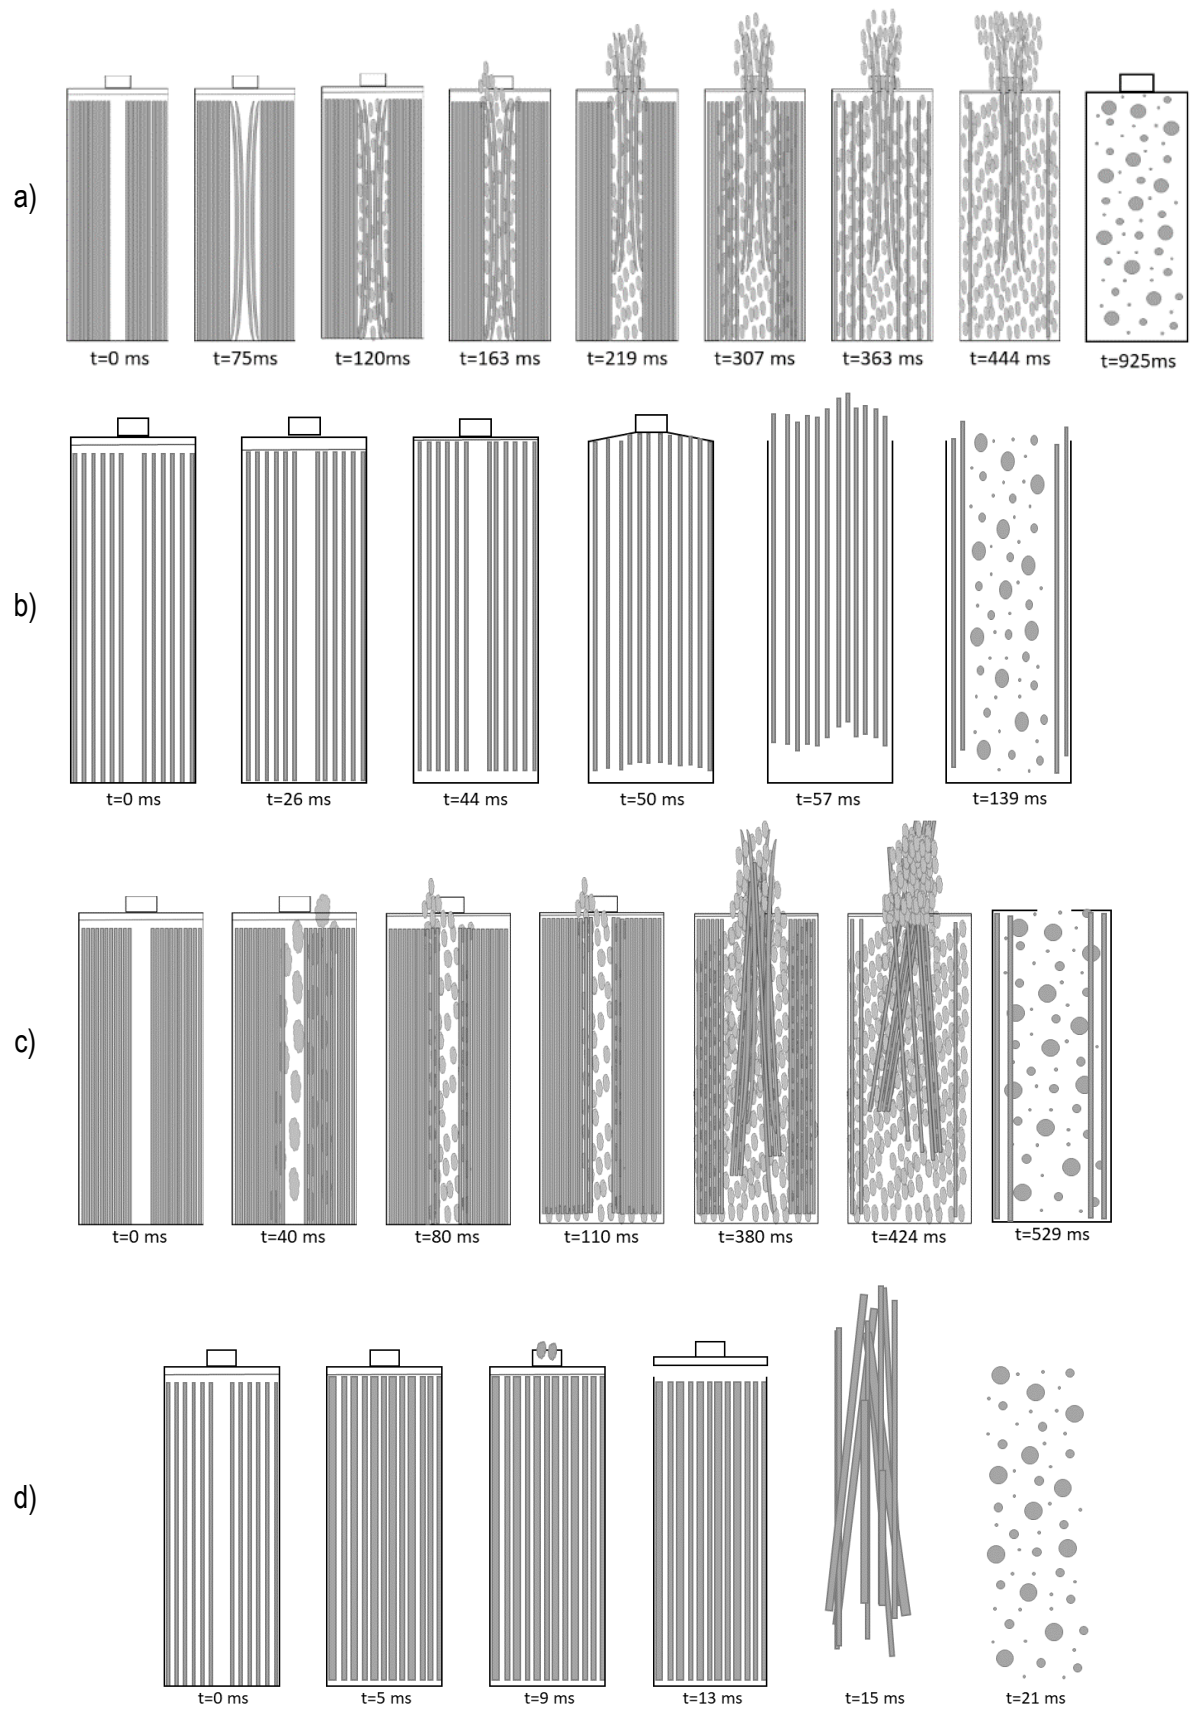 a)
t=0 ms t=75ms t=120ms t=163 ms t=219 ms t=307 ms t=363 ms t=444 ms t=925ms
b)
t=0 ms t=26 ms t=44 ms t=50 ms t=57 ms t=139 ms
c)
t=0 ms t=40 ms t=80 ms t=110 ms t=380 ms t=424 ms t=529 ms
d)
t=0 ms t=5 ms t=9 ms t=13 ms t=15 ms t=21 ms